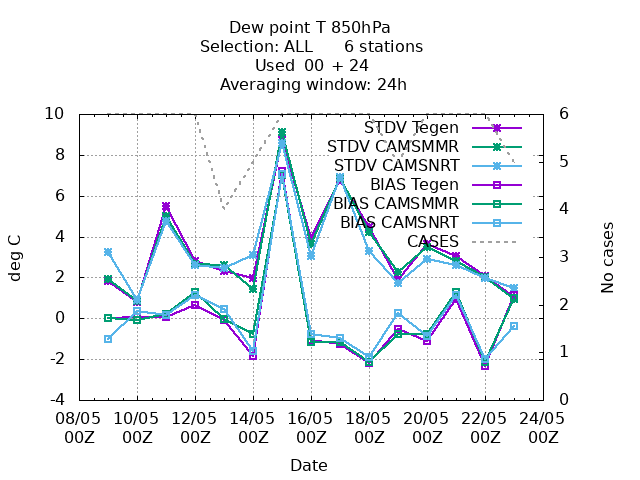 Dew point T 850hPa
Selection: ALL      6 stations
Used  00 + 24
Averaging window: 24h
10
8
6
4
2
0
-2
-4
deg C
6
5
4
3
2
1
0
No cases
STDV Tegen
STDV CAMSMMR
STDV CAMSNRT
BIAS Tegen
BIAS CAMSMMR
BIAS CAMSNRT
CASES
08/05 10/05 12/05 14/05 16/05 18/05 20/05 22/05 24/05
00Z 00Z 00Z 00Z 00Z 00Z 00Z 00Z 00Z
Date